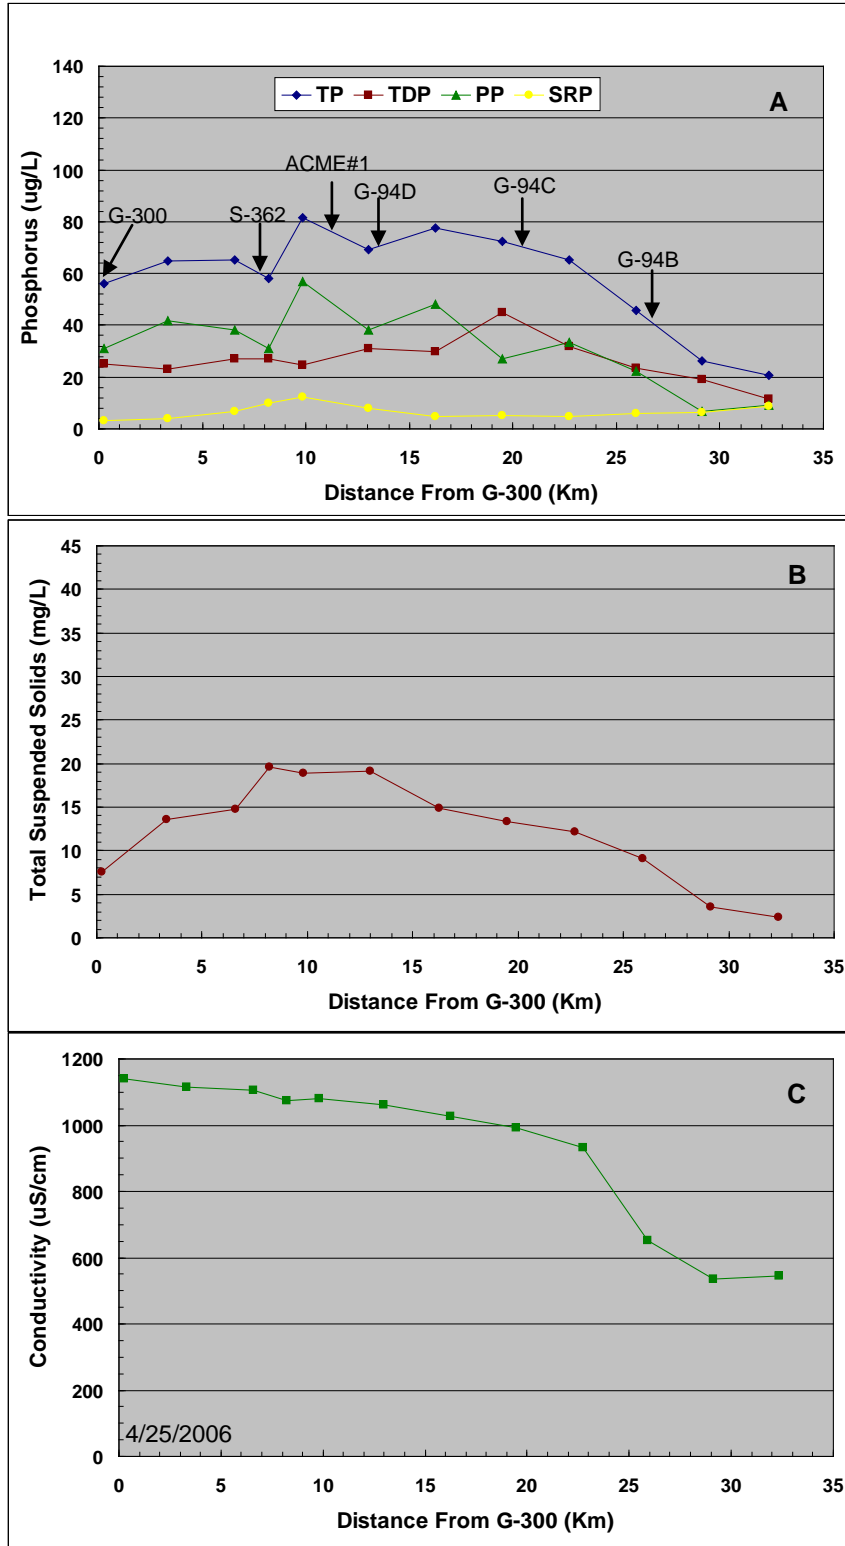 140
120
100
80
60
40
20
0
Phosphorus (ug/L)
TP TDP PP SRP
A
ACME#1
G-94D
G-94C
G-300
S-362
G-94B
0 5 10 15 20 25 30 35
Distance From G-300 (Km)
45
40
35
30
25
20
15
10
5
0
Total Suspended Solids (mg/L)
B
0 5 10 15 20 25 30 35
Distance From G-300 (Km)
1200
1000
800
600
400
200
0
Conductivity (uS/cm)
C
4/25/2006
0 5 10 15 20 25 30 35
Distance From G-300 (Km)